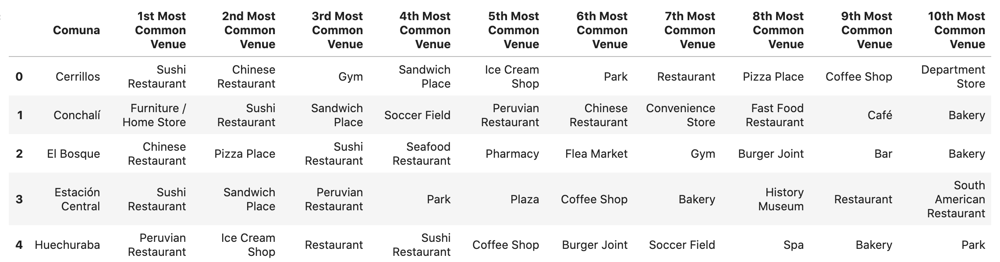 Comuna 1st Most Common Venue 2nd Most Common Venue 3rd Most Common Venue 4th Most Common Venue 5th Most Common Venue 6th Most Common Venue 7th Most Common Venue 8th Most Common Venue 9th Most Common Venue 10th Most Common Venue
0 Cerrillos Sushi Restaurant Chinese Restaurant Gym Sandwich Place Ice Cream Shop Park Restaurant Pizza Place Coffee Shop Department Store
1 Conchalí Furniture / Home Store Sushi Restaurant Sandwich Place Soccer Field Peruvian Restaurant Chinese Restaurant Convenience Store Fast Food Restaurant Café Bakery
2 El Bosque Chinese Restaurant Pizza Place Sushi Restaurant Seafood Restaurant Pharmacy Flea Market Gym Burger Joint Bar Bakery
3 Estación Central Sushi Restaurant Sandwich Place Peruvian Restaurant Park Plaza Coffee Shop Bakery History Museum Restaurant South American Restaurant
4 Huechuraba Peruvian Restaurant Ice Cream Shop Restaurant Sushi Restaurant Coffee Shop Burger Joint Soccer Field Spa Bakery Park